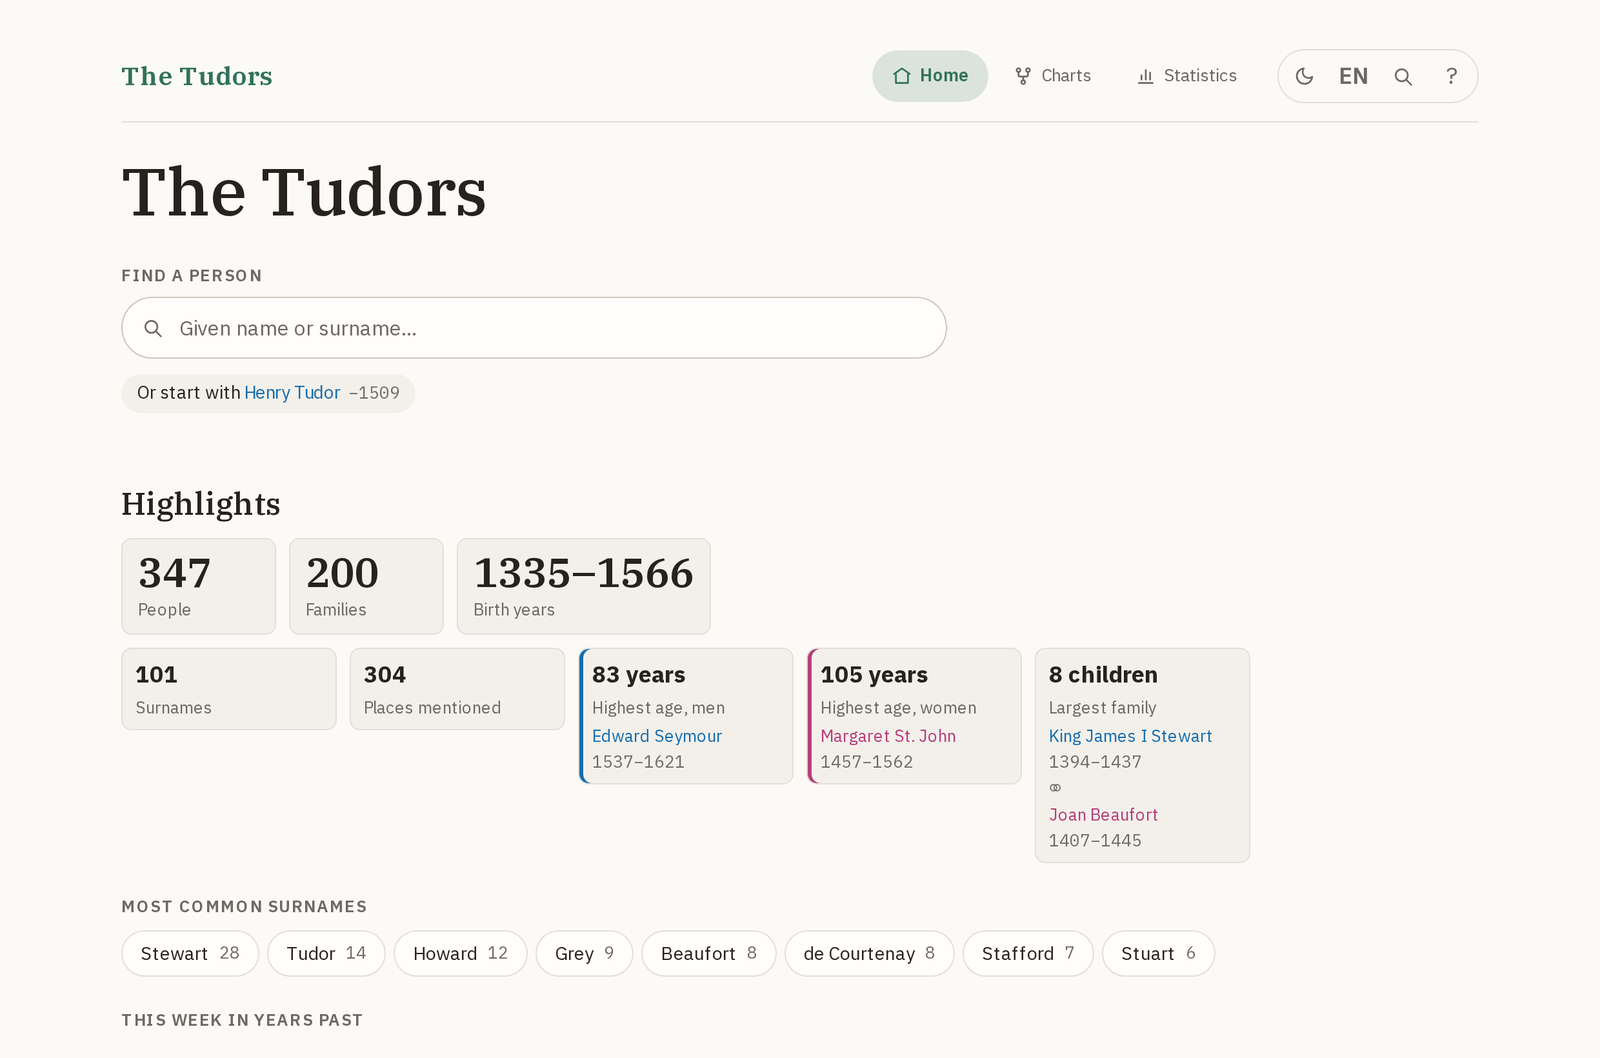 The Tudors
Home
Charts
Statistics
EN
?
The Tudors
FIND A PERSON
Given name or surname...
Or start with Henry Tudor –1509
Highlights
347
People
200
Families
1335–1566
Birth years
101
Surnames
304
Places mentioned
83 years
Highest age, men
Edward Seymour
1537–1621
105 years
Highest age, women
Margaret St. John
1457–1562
8 children
Largest family
King James I Stewart
1394–1437
⚭
Joan Beaufort
1407–1445
MOST COMMON SURNAMES
Stewart 28
Tudor 14
Howard 12
Grey 9
Beaufort 8
de Courtenay 8
Stafford 7
Stuart 6
THIS WEEK IN YEARS PAST